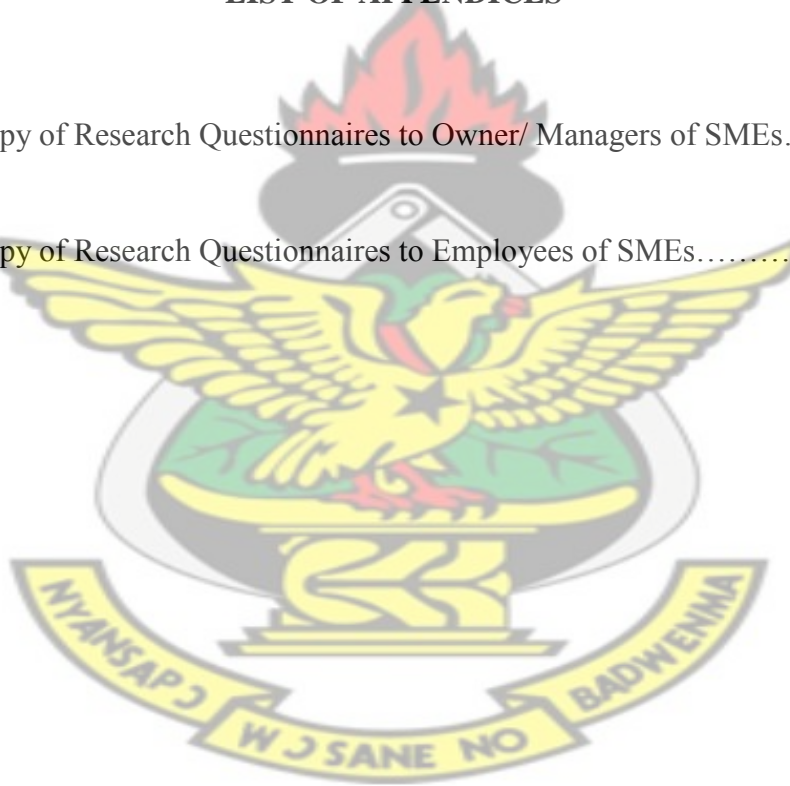 LIST OF APPENDICES
py of Research Questionnaires to Owner/ Managers of SMEs.
py of Research Questionnaires to Employees of SMEs………
NYANSAPƆ
WƆSANE NO
BADWENMA